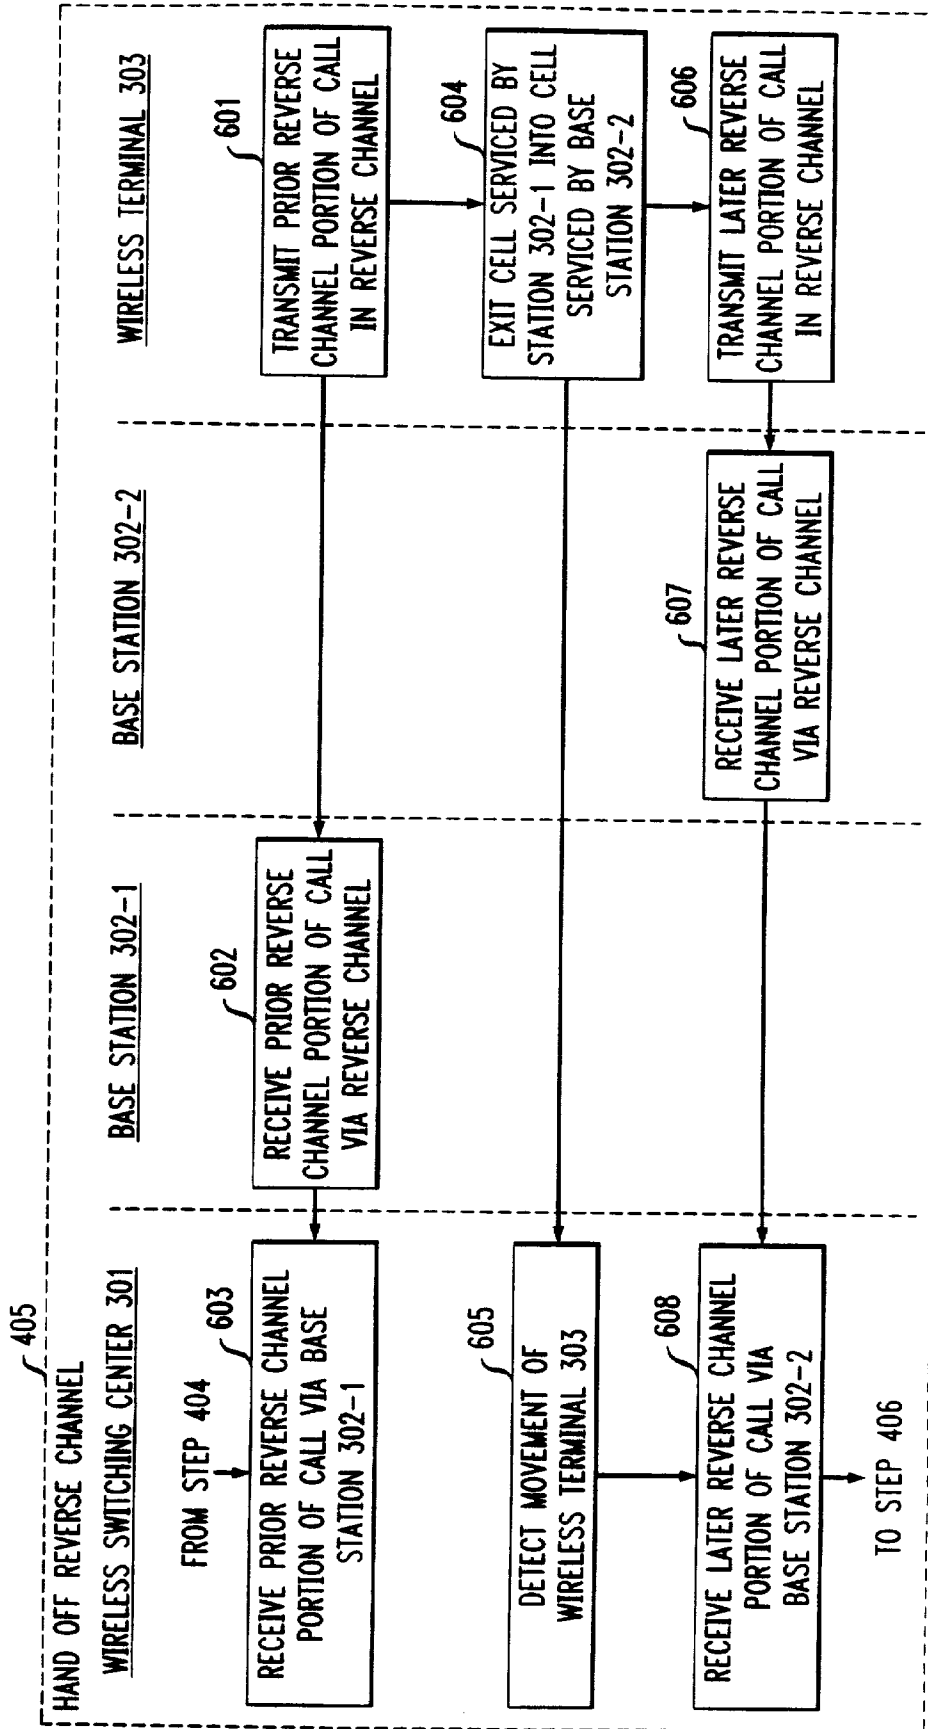 405
HAND OFF REVERSE CHANNEL
WIRELESS SWITCHING CENTER 301
BASE STATION 302-1
BASE STATION 302-2
WIRELESS TERMINAL 303
FROM STEP 404
603
RECEIVE PRIOR REVERSE CHANNEL
PORTION OF CALL VIA BASE
STATION 302-1
602
RECEIVE PRIOR REVERSE
CHANNEL PORTION OF CALL
VIA REVERSE CHANNEL
601
TRANSMIT PRIOR REVERSE
CHANNEL PORTION OF CALL
IN REVERSE CHANNEL
605
DETECT MOVEMENT OF
WIRELESS TERMINAL 303
604
EXIT CELL SERVICED BY
STATION 302-1 INTO CELL
SERVICED BY BASE
STATION 302-2
608
RECEIVE LATER REVERSE CHANNEL
PORTION OF CALL VIA
BASE STATION 302-2
607
RECEIVE LATER REVERSE
CHANNEL PORTION OF CALL
VIA REVERSE CHANNEL
606
TRANSMIT LATER REVERSE
CHANNEL PORTION OF CALL
IN REVERSE CHANNEL
TO STEP 406